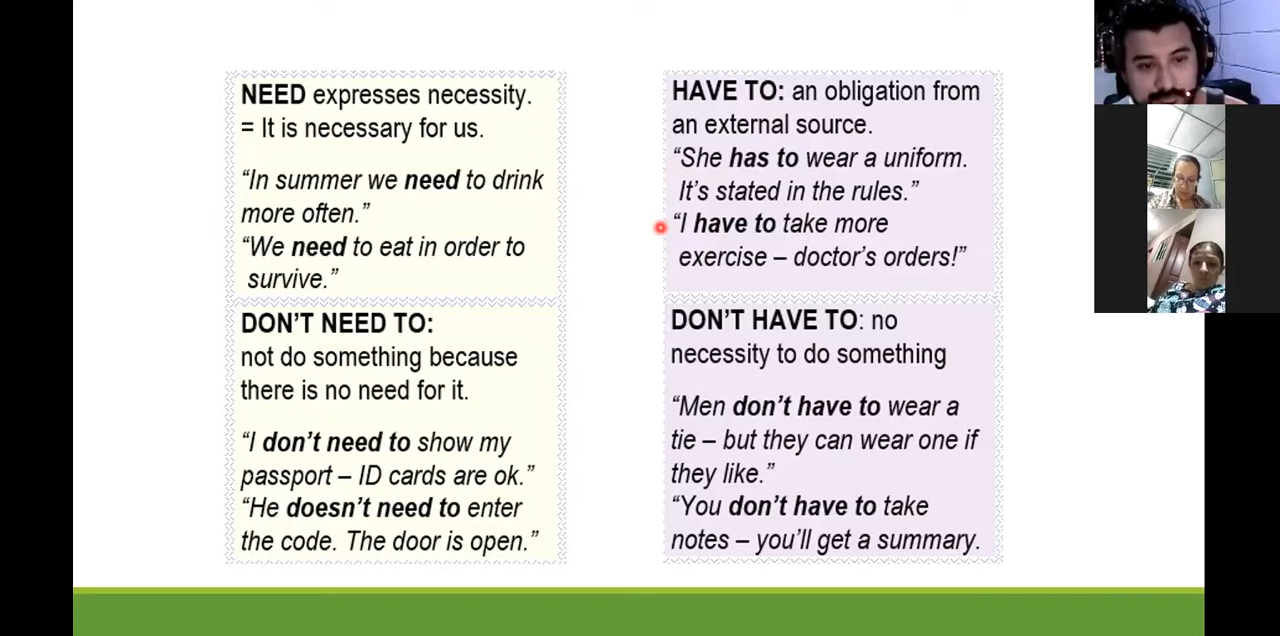 NEED expresses necessity.
= It is necessary for us.
“In summer we need to drink
more often.”
“We need to eat in order to
survive.”
DON’T NEED TO:
not do something because
there is no need for it.
“I don’t need to show my
passport – ID cards are ok.”
“He doesn’t need to enter
the code. The door is open.”
HAVE TO: an obligation from
an external source.
“She has to wear a uniform.
It’s stated in the rules.”
“I have to take more
exercise – doctor’s orders!”
DON’T HAVE TO: no
necessity to do something
“Men don’t have to wear a
tie – but they can wear one if
they like.”
“You don’t have to take
notes – you’ll get a summary.